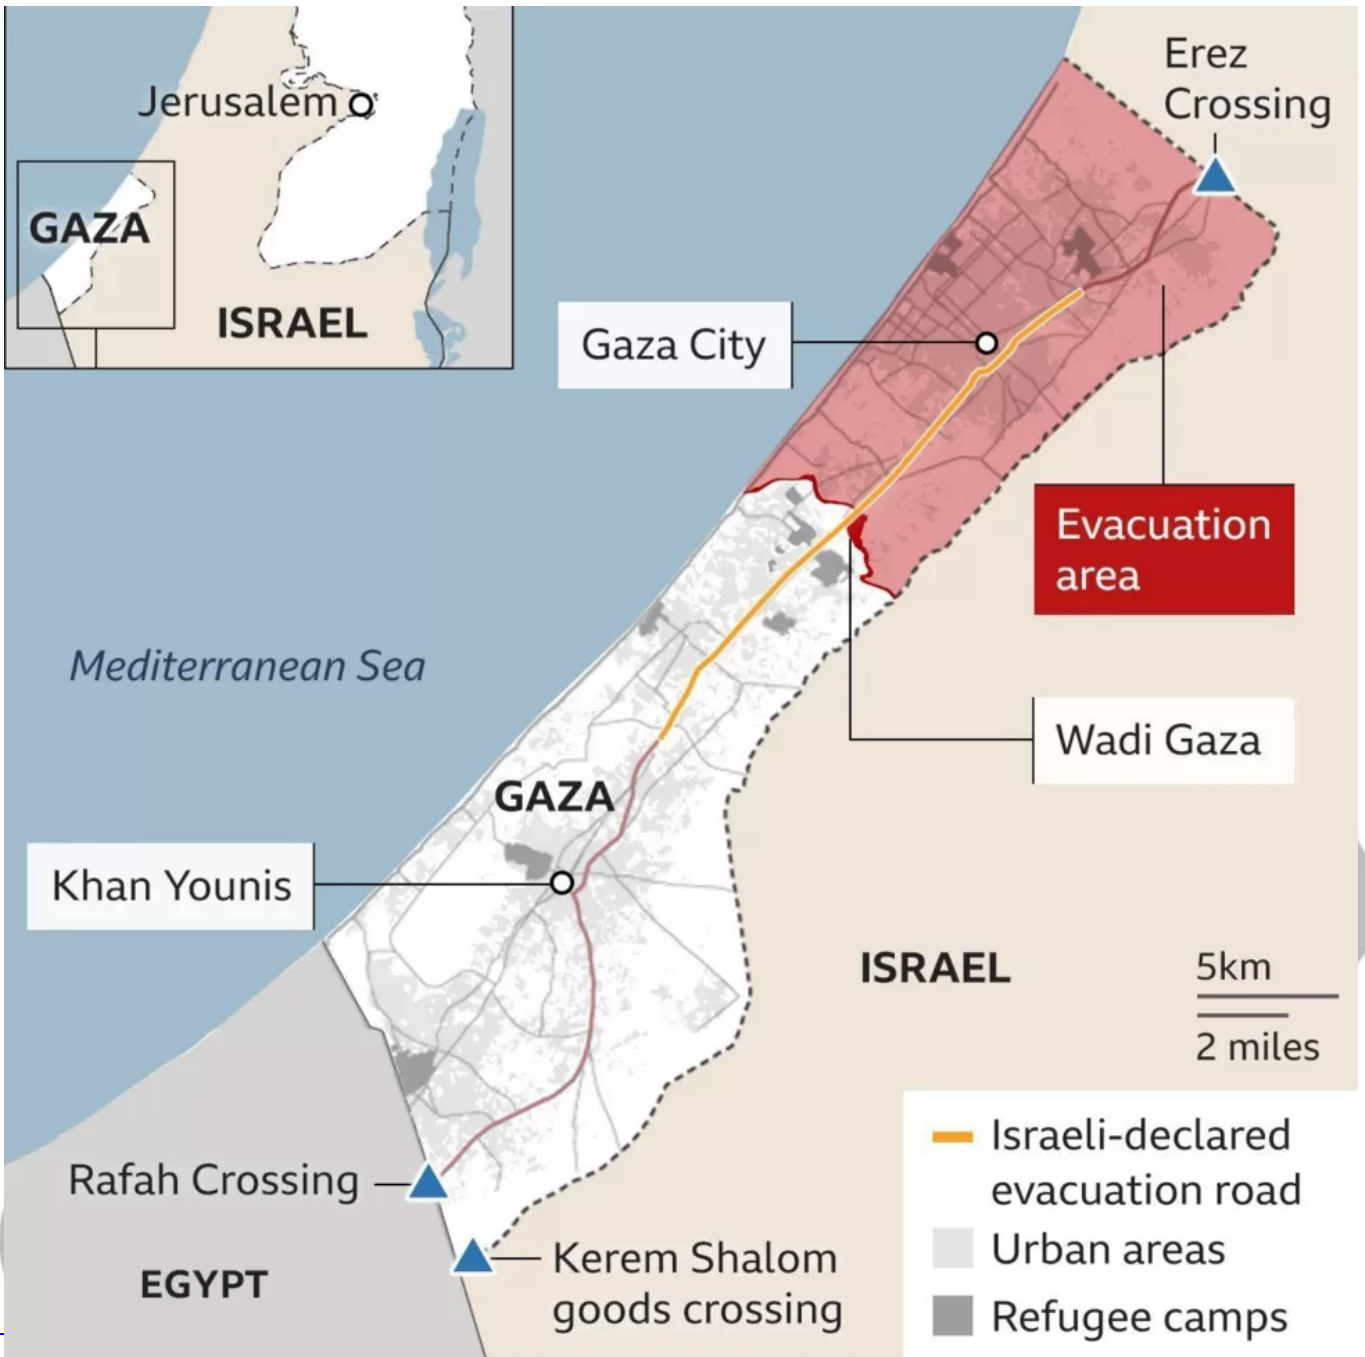 Jerusalem
GAZA
ISRAEL
Erez
Crossing
Gaza City
Evacuation
area
Mediterranean Sea
Wadi Gaza
GAZA
Khan Younis
ISRAEL
5km
2 miles
Rafah Crossing
EGYPT
Kerem Shalom
goods crossing
Israeli-declared
evacuation road
Urban areas
Refugee camps